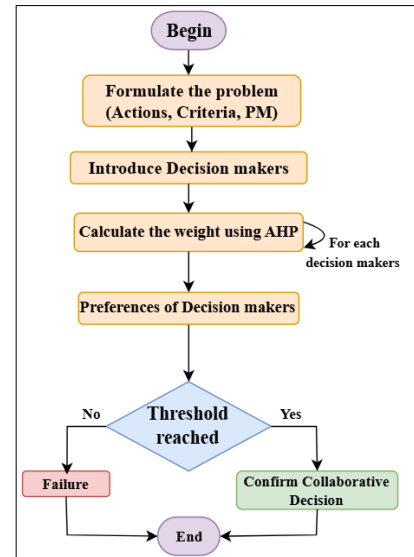 Begin
Formulate the problem
(Actions, Criteria, PM)
Introduce Decision makers
Calculate the weight using AHP
For each
decision makers
Preferences of Decision makers
No
Threshold
reached
Yes
Failure
Confirm Collaborative
Decision
End